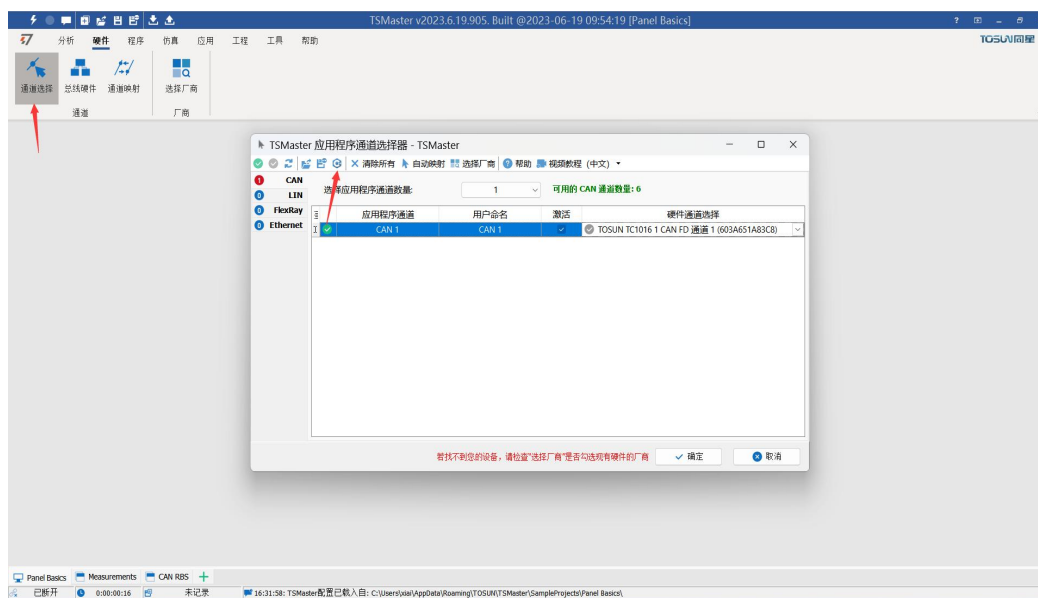 TSMaster v2023.6.19.905. Built @2023-06-19 09:54:19 [Panel Basics]
分析 硬件 程序 仿真 应用 工程 工具 帮助
TOSUN同星
通道选择 总线硬件 通道映射 选择厂商
通道 厂商
TSMaster 应用程序通道选择器 - TSMaster
清除所有 自动映射 选择厂商 帮助 视频教程 (中文)
1 CAN
0 LIN
0 FlexRay
0 Ethernet
选择应用程序通道数量: 1 可用的 CAN 通道数量: 6
应用程序通道 用户命名 激活 硬件通道选择
CAN 1 CAN 1 TOSUN TC1016 1 CAN FD 通道 1 (603A651A83C8)
若找不到您的设备，请检查"选择厂商"是否勾选现有硬件的厂商 确定 取消
Panel Basics Measurements CAN RBS
已断开 0:00:00:16 未记录 16:31:58: TSMaster配置已载入自: C:\Users\xiai\AppData\Roaming\TOSUN\TSMaster\SampleProjects\Panel Basics\